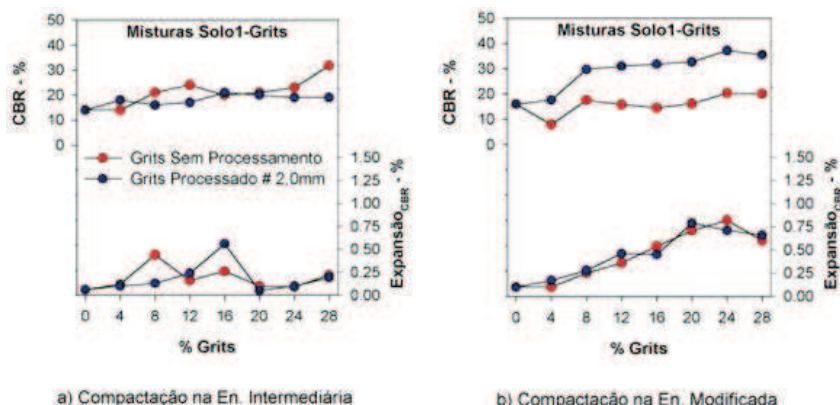 Misturas Solo1-Grits
CBR - %
50
40
30
20
10
0
Grits Sem Processamento
Grits Processado # 2,0mm
1.50
1.25
1.00
0.75
0.50
0.25
0.00
Expansão CBR - %
0 4 8 12 16 20 24 28
% Grits
a) Compactação na En. Intermediária
Misturas Solo1-Grits
CBR - %
50
40
30
20
10
0
1.50
1.25
1.00
0.75
0.50
0.25
0.00
Expansão CBR - %
0 4 8 12 16 20 24 28
% Grits
b) Compactação na En. Modificada